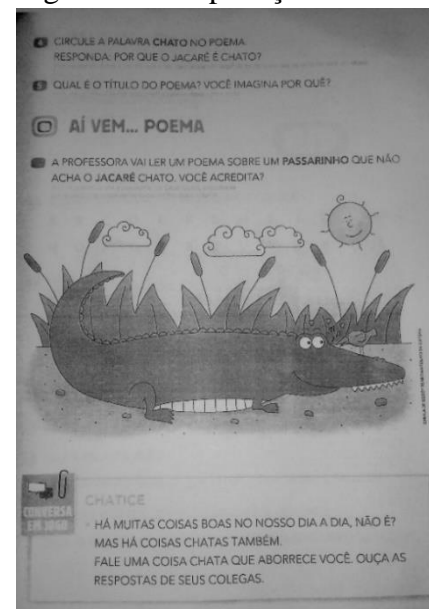 4 CIRCULE A PALAVRA CHATO NO POEMA.
RESPONDA: POR QUE O JACARÉ É CHATO?
5 QUAL É O TÍTULO DO POEMA? VOCÊ IMAGINA POR QUÊ?
AÍ VEM... POEMA
A PROFESSORA VAI LER UM POEMA SOBRE UM PASSARINHO QUE NÃO
ACHA O JACARÉ CHATO. VOCÊ ACREDITA?
CONVERSA
EM JOGO
CHATICE
HÁ MUITAS COISAS BOAS NO NOSSO DIA A DIA, NÃO É?
MAS HÁ COISAS CHATAS TAMBÉM.
FALE UMA COISA CHATA QUE ABORRECE VOCÊ. OUÇA AS
RESPOSTAS DE SEUS COLEGAS.